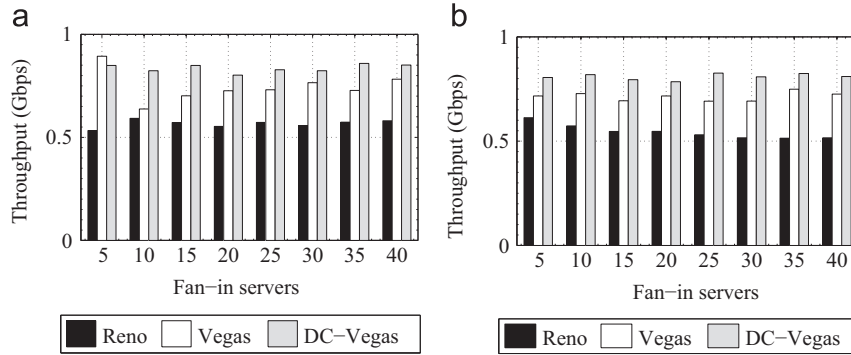 a
Throughput (Gbps)
1
0.5
0
5 10 15 20 25 30 35 40
Fan−in servers
Reno Vegas DC−Vegas
b
Throughput (Gbps)
1
0.5
0
5 10 15 20 25 30 35 40
Fan−in servers
Reno Vegas DC−Vegas